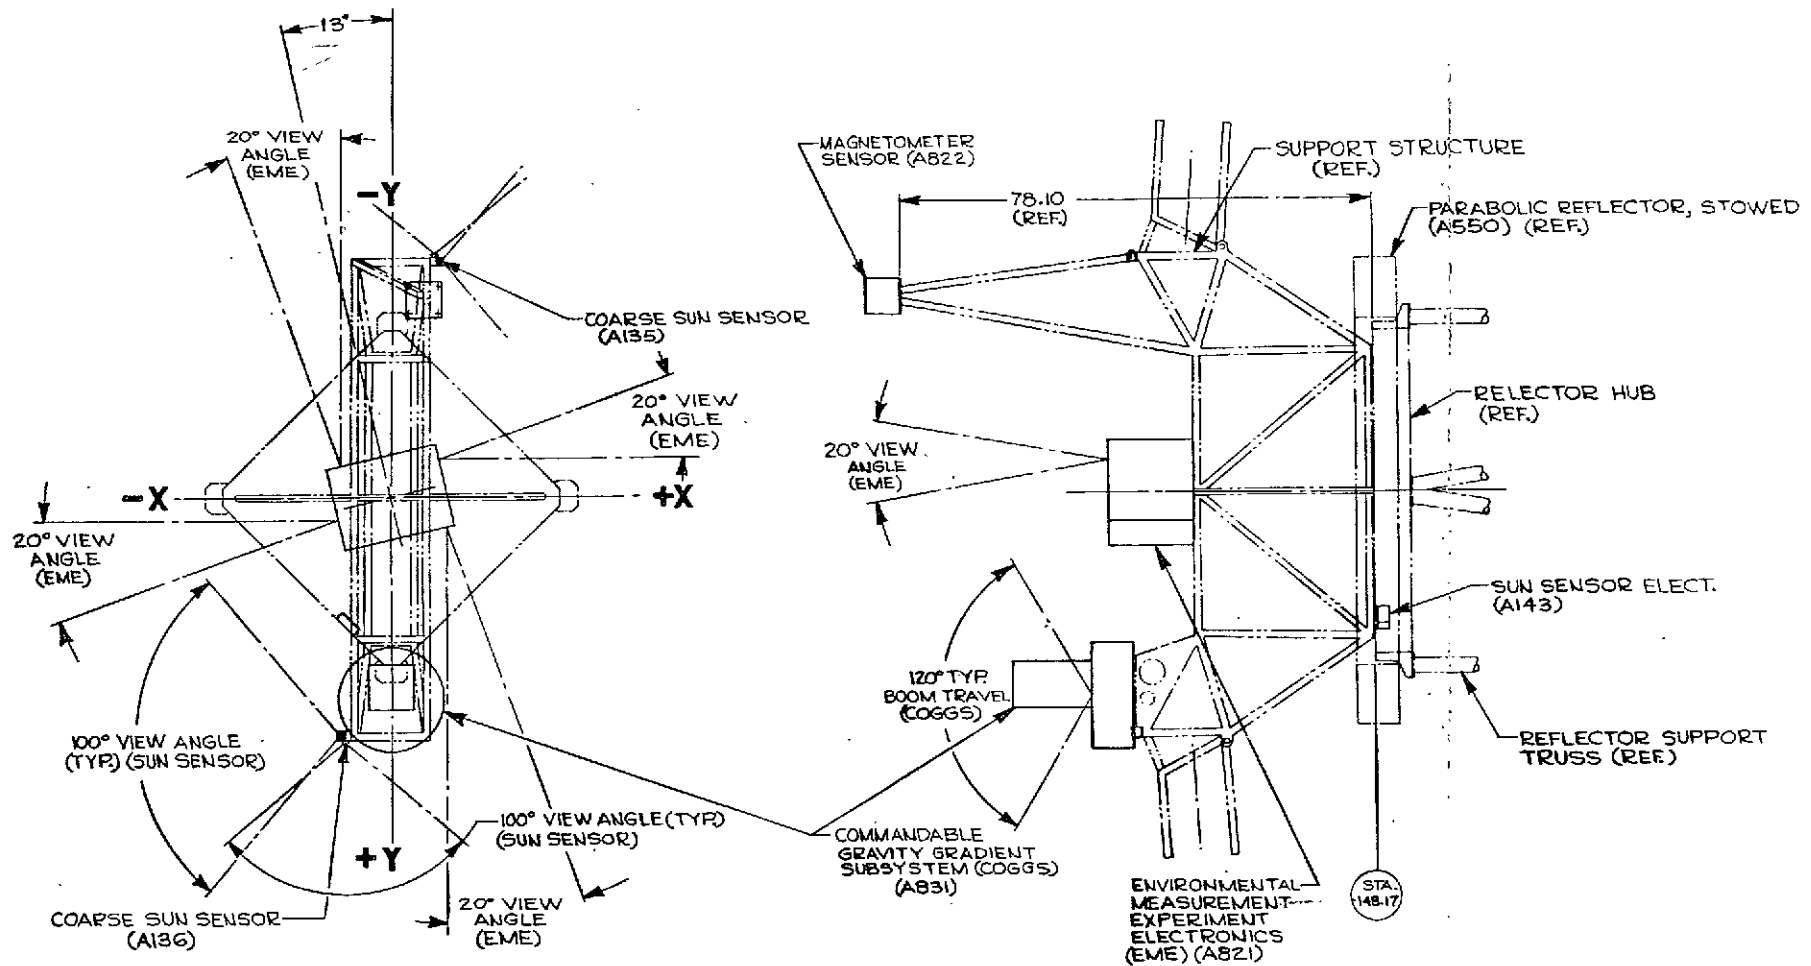 13°
20° VIEW
ANGLE
(EME)
-Y
COARSE SUN SENSOR
(A135)
20° VIEW
ANGLE
(EME)
-X
+X
20° VIEW
ANGLE
(EME)
100° VIEW ANGLE
(TYP.) (SUN SENSOR)
100° VIEW ANGLE (TYP.)
(SUN SENSOR)
+Y
COARSE SUN SENSOR
(A136)
20° VIEW
ANGLE
(EME)
MAGNETOMETER
SENSOR (A822)
SUPPORT STRUCTURE
(REF.)
78.10
(REF.)
PARABOLIC REFLECTOR, STOWED
(A550) (REF.)
RELECTOR HUB
(REF.)
20° VIEW
ANGLE
(EME)
SUN SENSOR ELECT.
(A143)
120° TYP.
BOOM TRAVEL
(COGGS)
REFLECTOR SUPPORT
TRUSS (REF.)
COMMANDABLE
GRAVITY GRADIENT
SUBSYSTEM (COGGS)
(A831)
ENVIRONMENTAL
MEASUREMENT
EXPERIMENT
ELECTRONICS
(EME) (A821)
STA.
-148.17